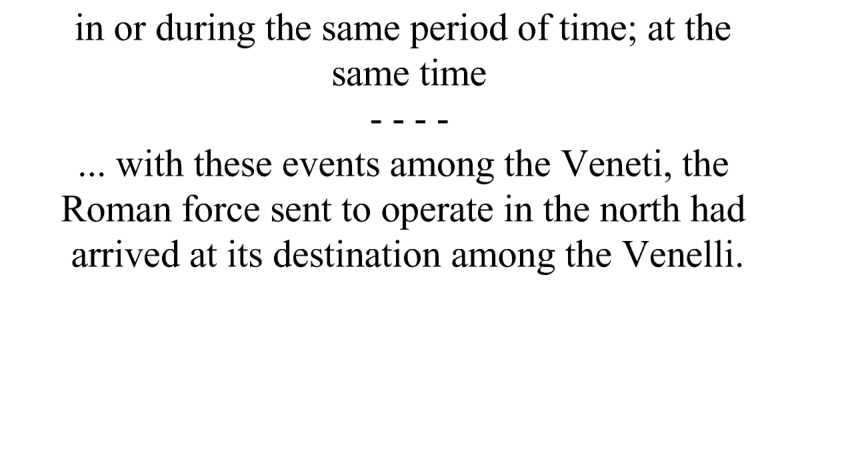 in or during the same period of time; at the
same time
- - - -
... with these events among the Veneti, the
Roman force sent to operate in the north had
arrived at its destination among the Venelli.